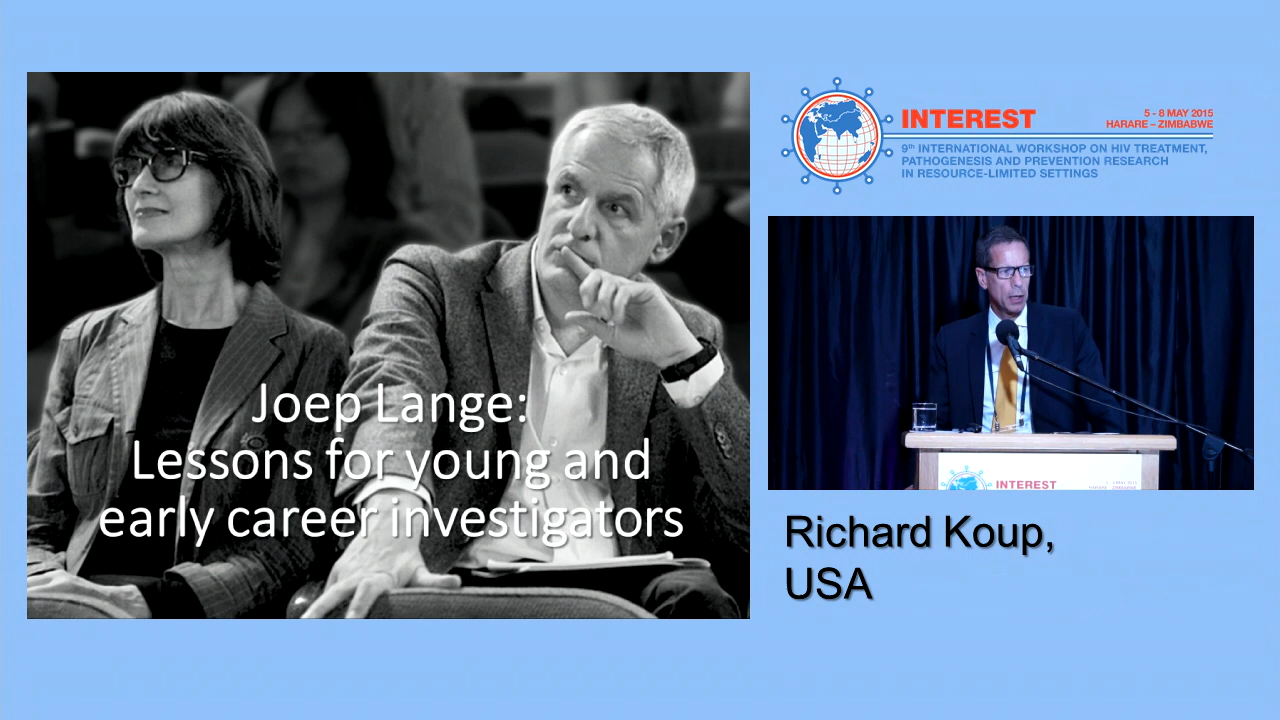 Joep Lange:
Lessons for young and
early career investigators
INTEREST
5 - 8 MAY 2015
HARARE – ZIMBABWE
9th INTERNATIONAL WORKSHOP ON HIV TREATMENT,
PATHOGENESIS AND PREVENTION RESEARCH
IN RESOURCE-LIMITED SETTINGS
INTEREST
Richard Koup,
USA